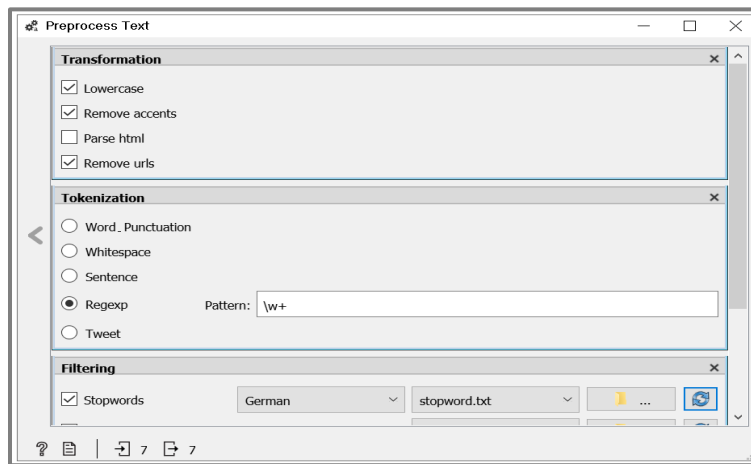 Preprocess Text
Transformation
Lowercase
Remove accents
Parse html
Remove urls
Tokenization
Word_Punctuation
Whitespace
Sentence
Regexp Pattern: \w+
Tweet
Filtering
Stopwords German stopword.txt ...
? 7 7